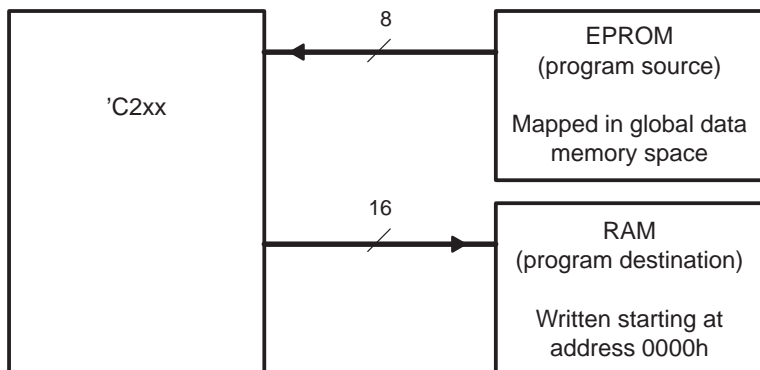 ’C2xx
8
EPROM
(program source)
Mapped in global data
memory space
16
RAM
(program destination)
Written starting at
address 0000h